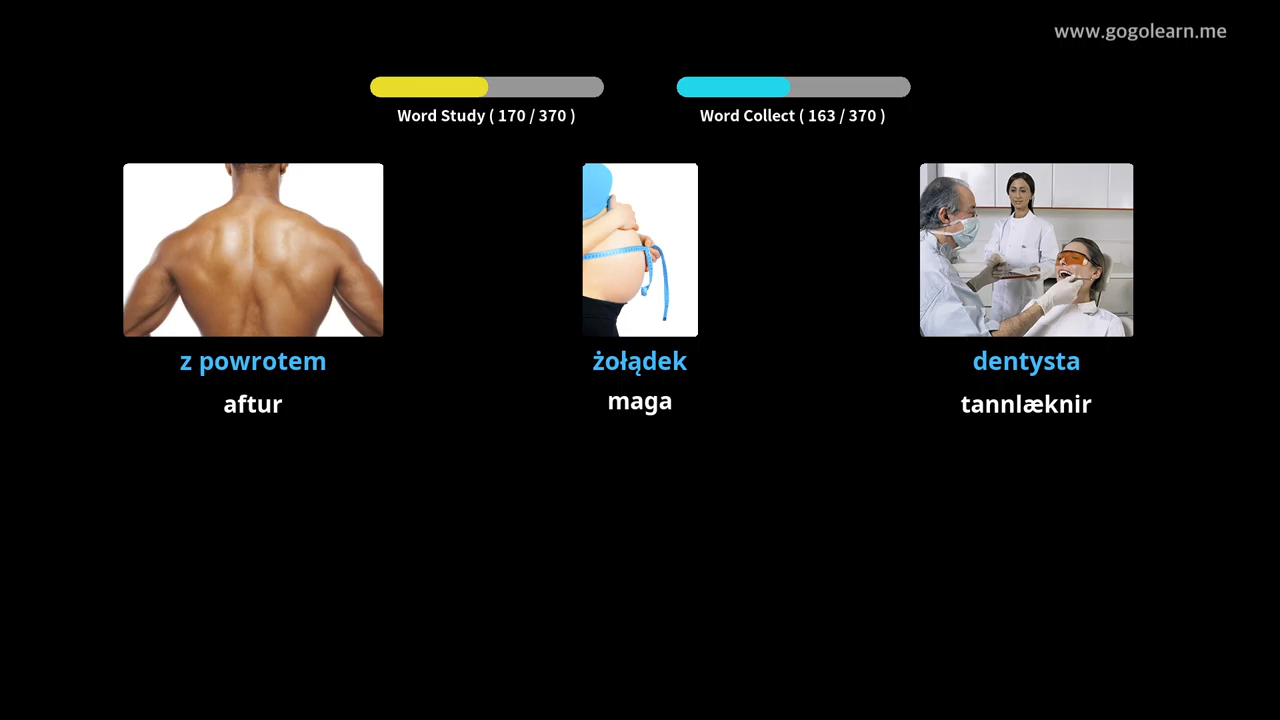 www.gogolearn.me
Word Study ( 170 / 370 )
Word Collect ( 163 / 370 )
z powrotem
żołądek
dentysta
aftur
maga
tannlæknir